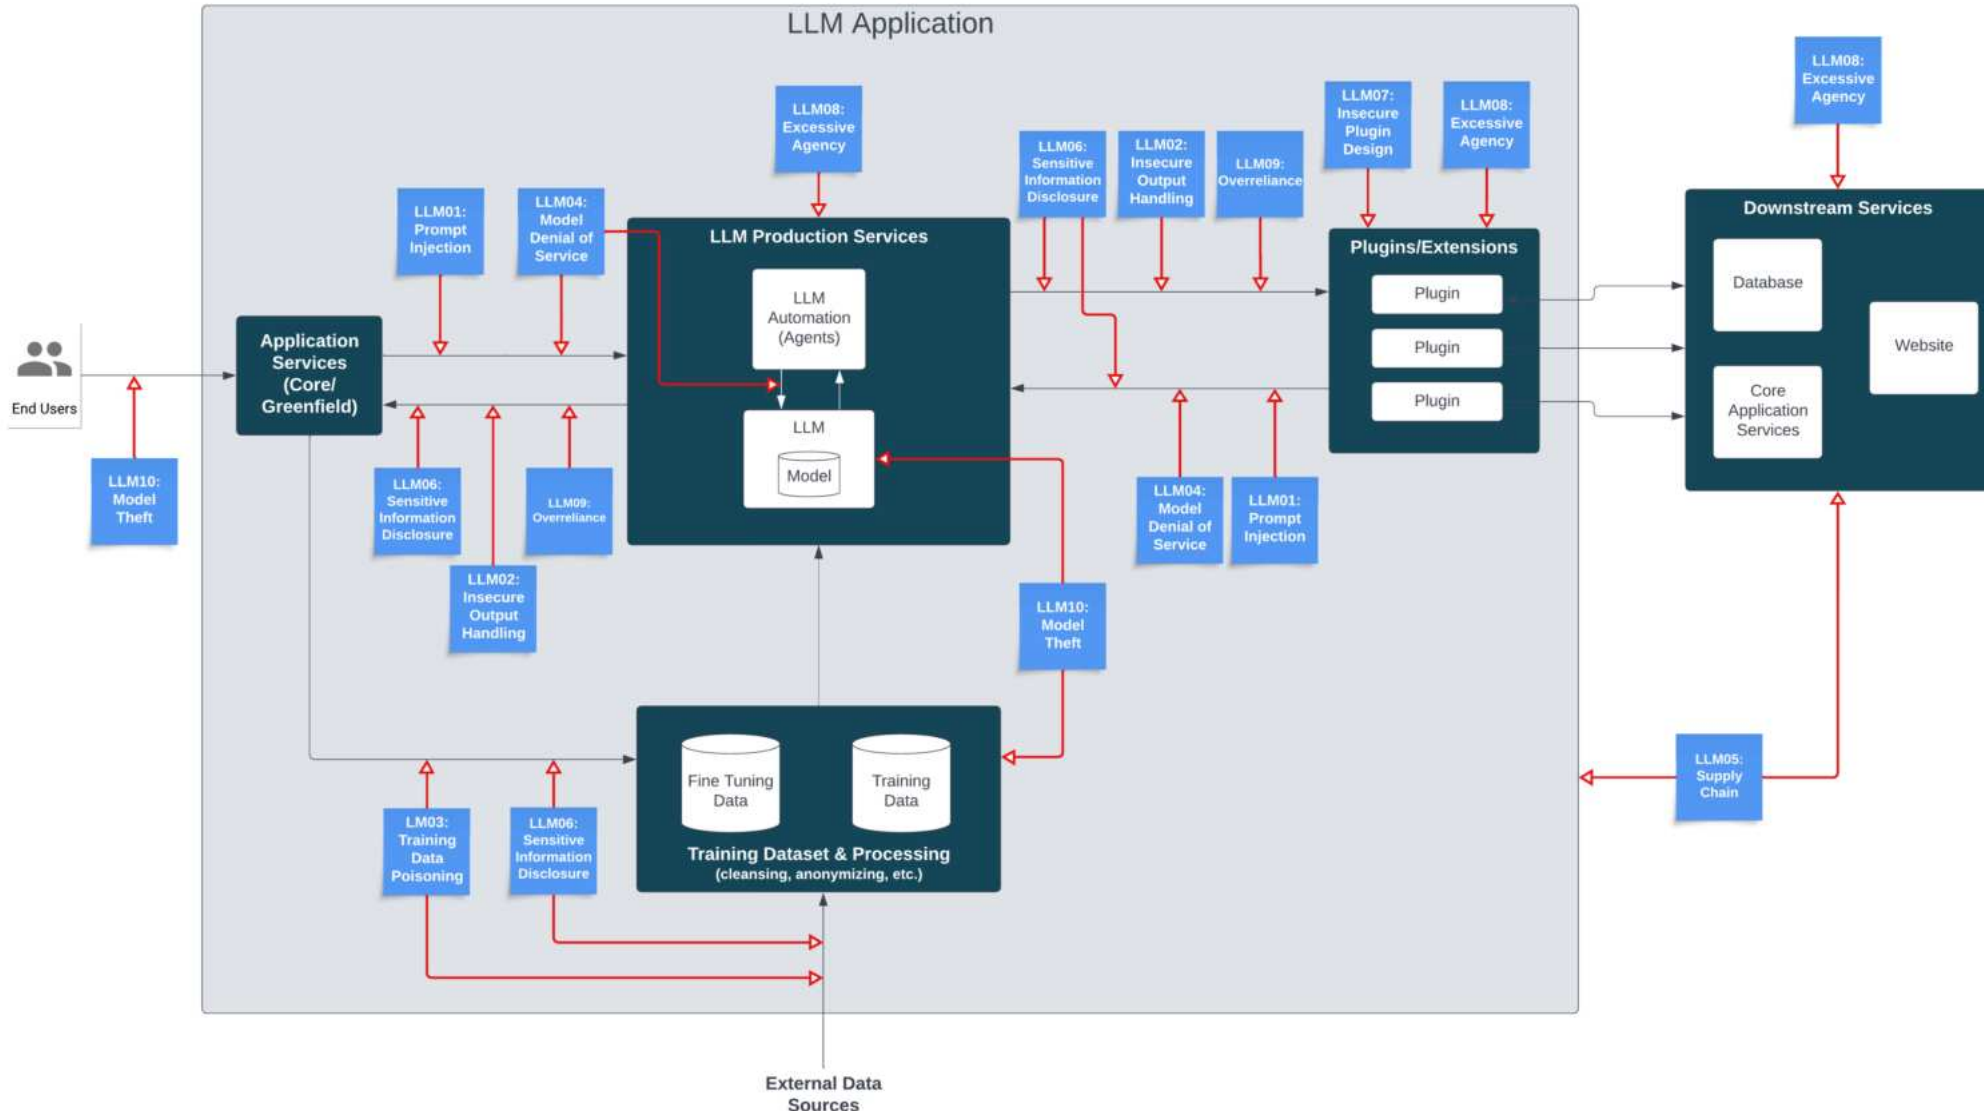 LLM Application
LLM08:
Excessive
Agency
LLM08:
Excessive
Agency
LLM07:
Insecure
Plugin
Design
LLM08:
Excessive
Agency
LLM06:
Sensitive
Information
Disclosure
LLM02:
Insecure
Output
Handling
LLM09:
Overreliance
LLM01:
Prompt
Injection
LLM04:
Model
Denial of
Service
LLM Production Services
LLM
Automation
(Agents)
LLM
Model
Plugins/Extensions
Plugin
Plugin
Plugin
Downstream Services
Database
Website
Core
Application
Services
End Users
Application
Services
(Core/
Greenfield)
LLM10:
Model
Theft
LLM06:
Sensitive
Information
Disclosure
LLM09:
Overreliance
LLM02:
Insecure
Output
Handling
LLM04:
Model
Denial of
Service
LLM01:
Prompt
Injection
LLM10:
Model
Theft
LLM05:
Supply
Chain
Fine Tuning
Data
Training
Data
Training Dataset & Processing
(cleansing, anonymizing, etc.)
LM03:
Training
Data
Poisoning
LLM06:
Sensitive
Information
Disclosure
External Data
Sources